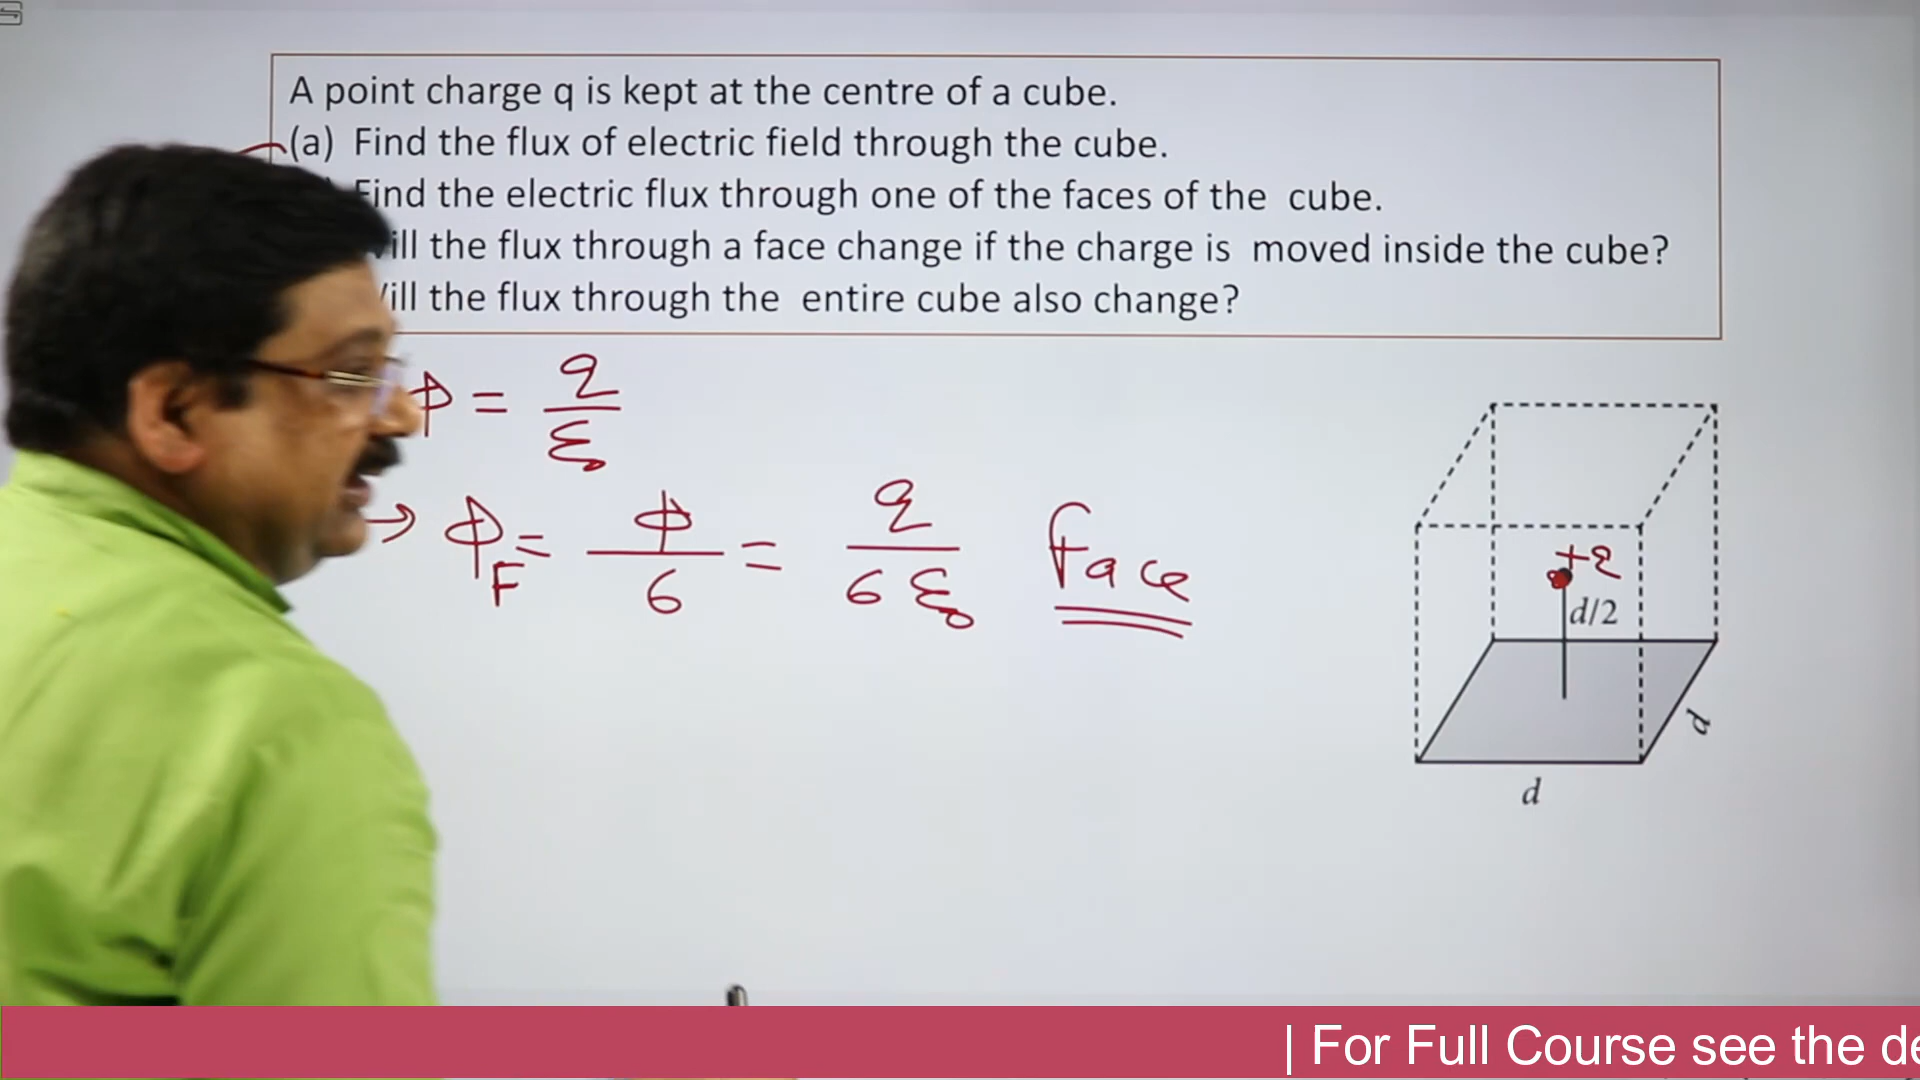 A point charge q is kept at the centre of a cube.
(a) Find the flux of electric field through the cube.
Find the electric flux through one of the faces of the cube.
ill the flux through a face change if the charge is moved inside the cube?
ill the flux through the entire cube also change?
ϕ = q/ε₀
→ ϕF = ϕ/6 = q/6ε₀ face
+q
d/2
d
d
| For Full Course see the de